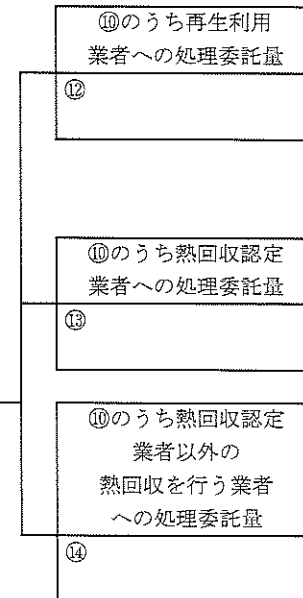 ⑩のうち再生利用
業者への処理委託量
⑫
⑩のうち熱回収認定
業者への処理委託量
⑬
⑩のうち熱回収認定
業者以外の
熱回収を行う業者
への処理委託量
⑭